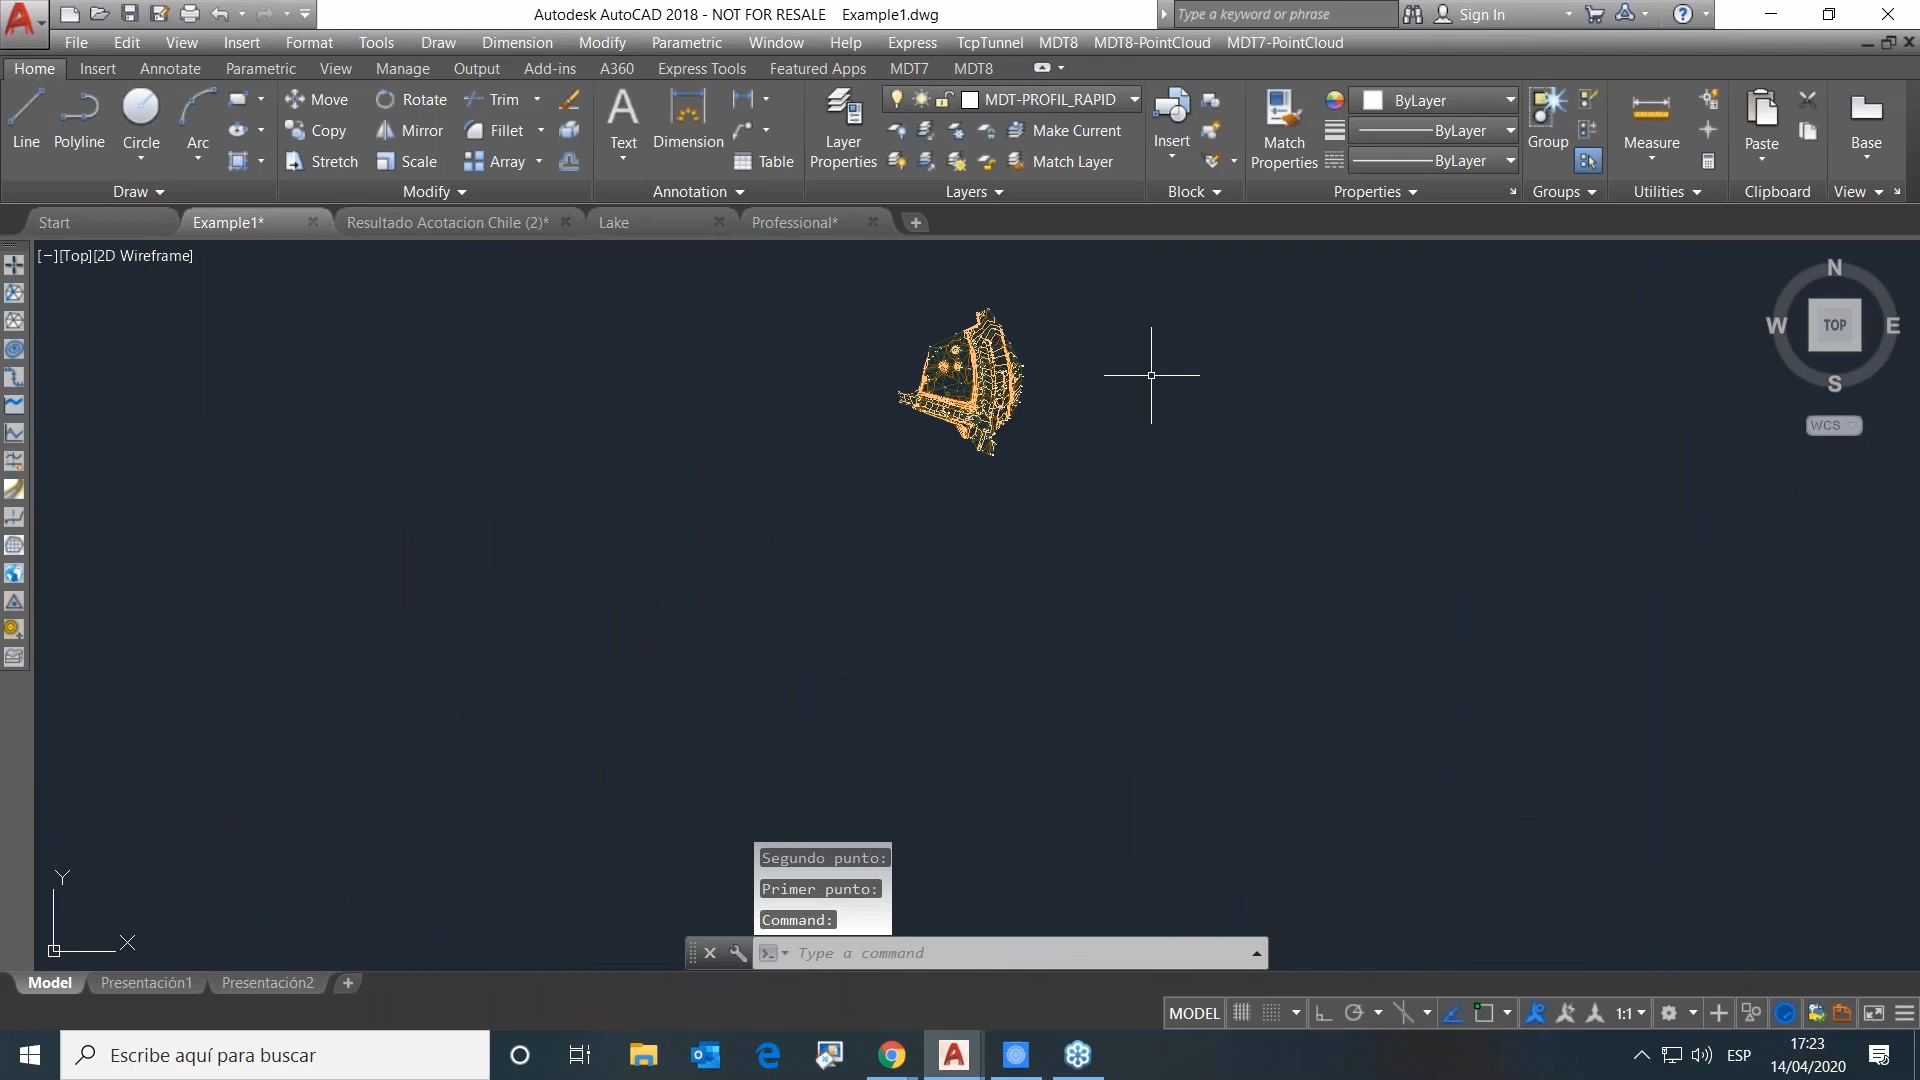 Autodesk AutoCAD 2018 - NOT FOR RESALE    Example1.dwg
Type a keyword or phrase
Sign In
File Edit View Insert Format Tools Draw Dimension Modify Parametric Window Help Express TcpTunnel MDT8 MDT8-PointCloud MDT7-PointCloud
Home Insert Annotate Parametric View Manage Output Add-ins A360 Express Tools Featured Apps MDT7 MDT8
Move Rotate Trim MDT-PROFIL_RAPID ByLayer
Copy Mirror Fillet Make Current ByLayer
Line Polyline Circle Arc Text Dimension Layer Properties Insert Match Properties Group Measure Paste Base
Stretch Scale Array Table Match Layer ByLayer
Draw Modify Annotation Layers Block Properties Groups Utilities Clipboard View
Start Example1* Resultado Acotacion Chile (2)* Lake Professional*
[−][Top][2D Wireframe]
N
W TOP E
S
WCS
Segundo punto:
Primer punto:
Command:
Y
X
Type a command
Model Presentación1 Presentación2
MODEL 1:1
Escribe aquí para buscar
ESP
17:23
14/04/2020